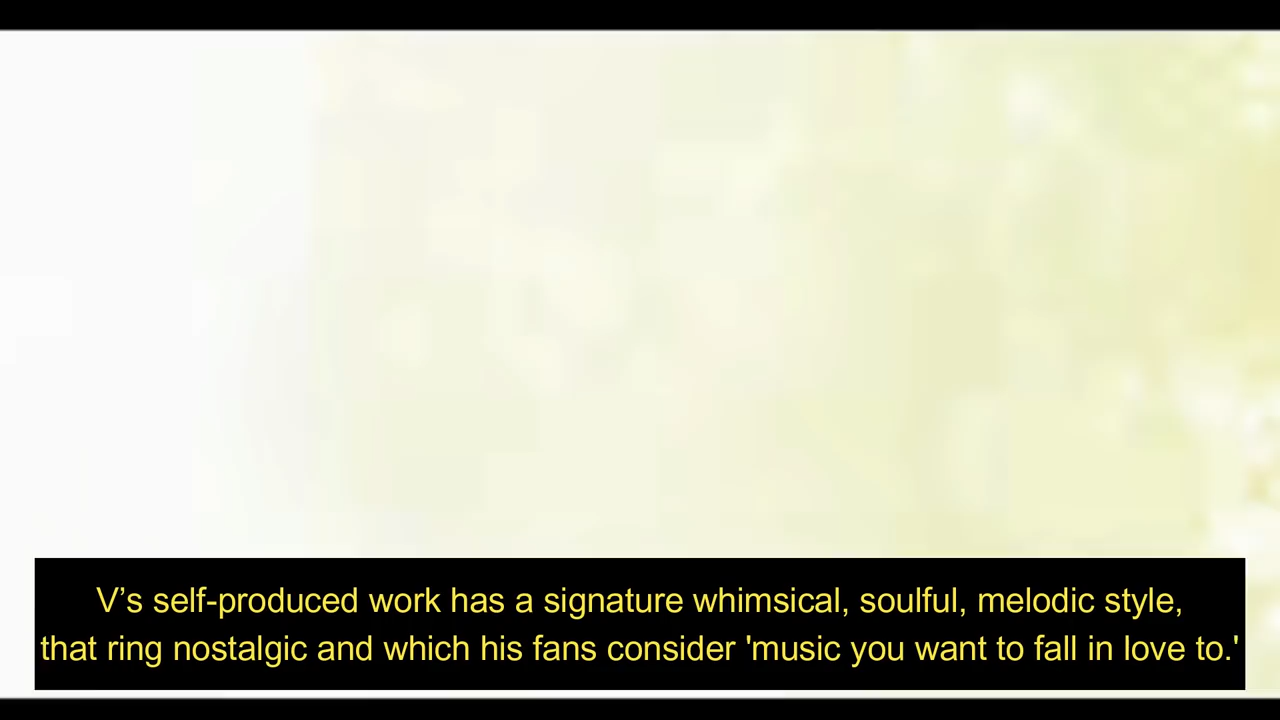 V’s self-produced work has a signature whimsical, soulful, melodic style,
that ring nostalgic and which his fans consider 'music you want to fall in love to.'